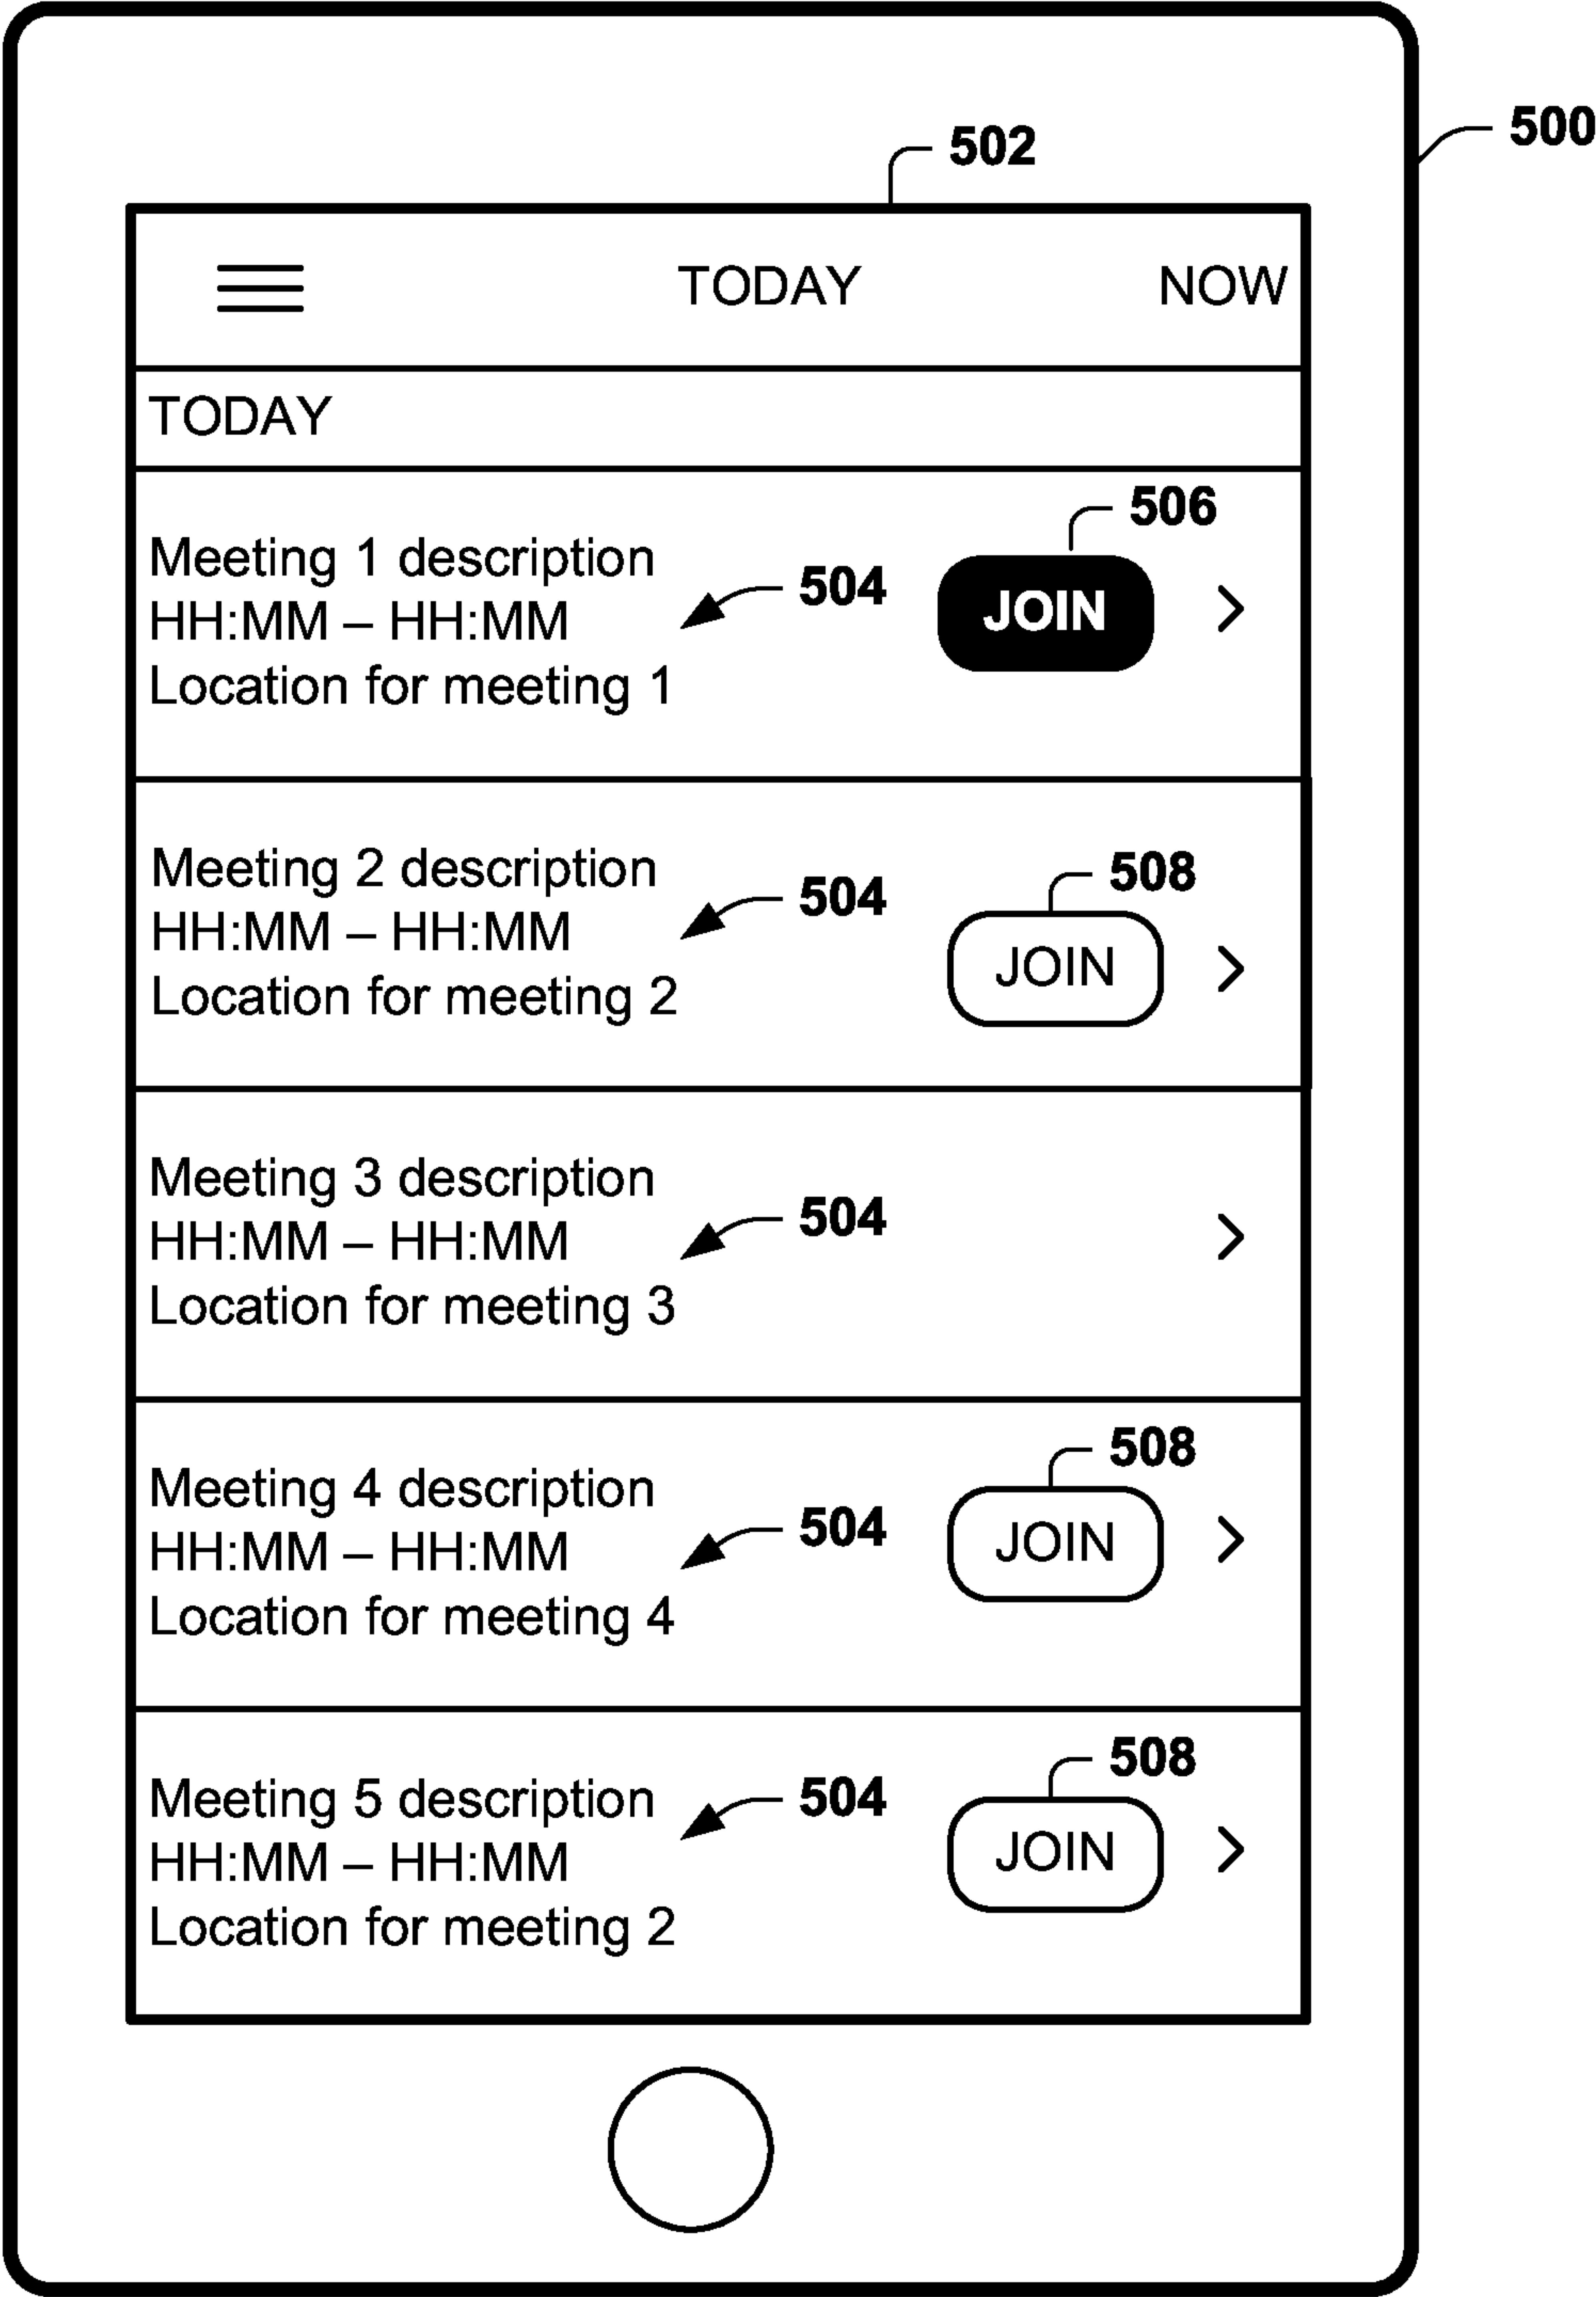 500
502
TODAY NOW
TODAY
506
Meeting 1 description
504
JOIN
HH:MM – HH:MM
Location for meeting 1
508
Meeting 2 description
504
HH:MM – HH:MM
JOIN
Location for meeting 2
Meeting 3 description
504
HH:MM – HH:MM
Location for meeting 3
508
Meeting 4 description
504
HH:MM – HH:MM
JOIN
Location for meeting 4
508
Meeting 5 description
504
HH:MM – HH:MM
JOIN
Location for meeting 2